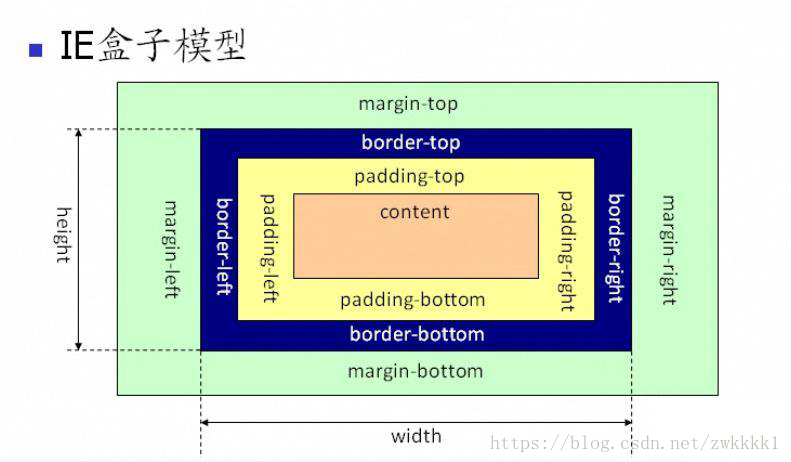 IE盒子模型
margin-top
border-top
padding-top
content
height
margin-left
border-left
padding-left
padding-right
border-right
margin-right
padding-bottom
border-bottom
margin-bottom
width
https://blog.csdn.net/zwkkkk1